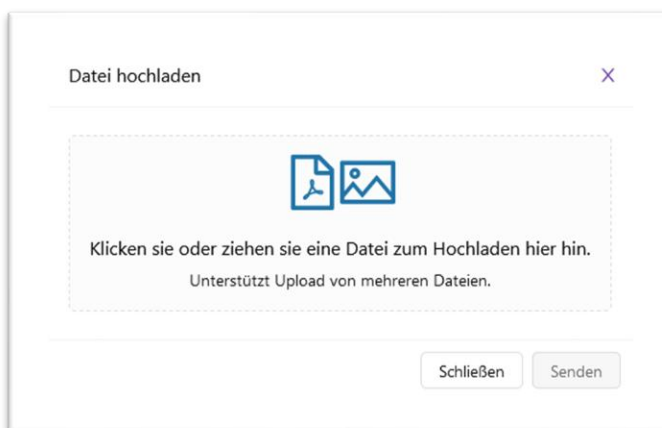 Datei hochladen X
Klicken sie oder ziehen sie eine Datei zum Hochladen hier hin.
Unterstützt Upload von mehreren Dateien.
Schließen Senden